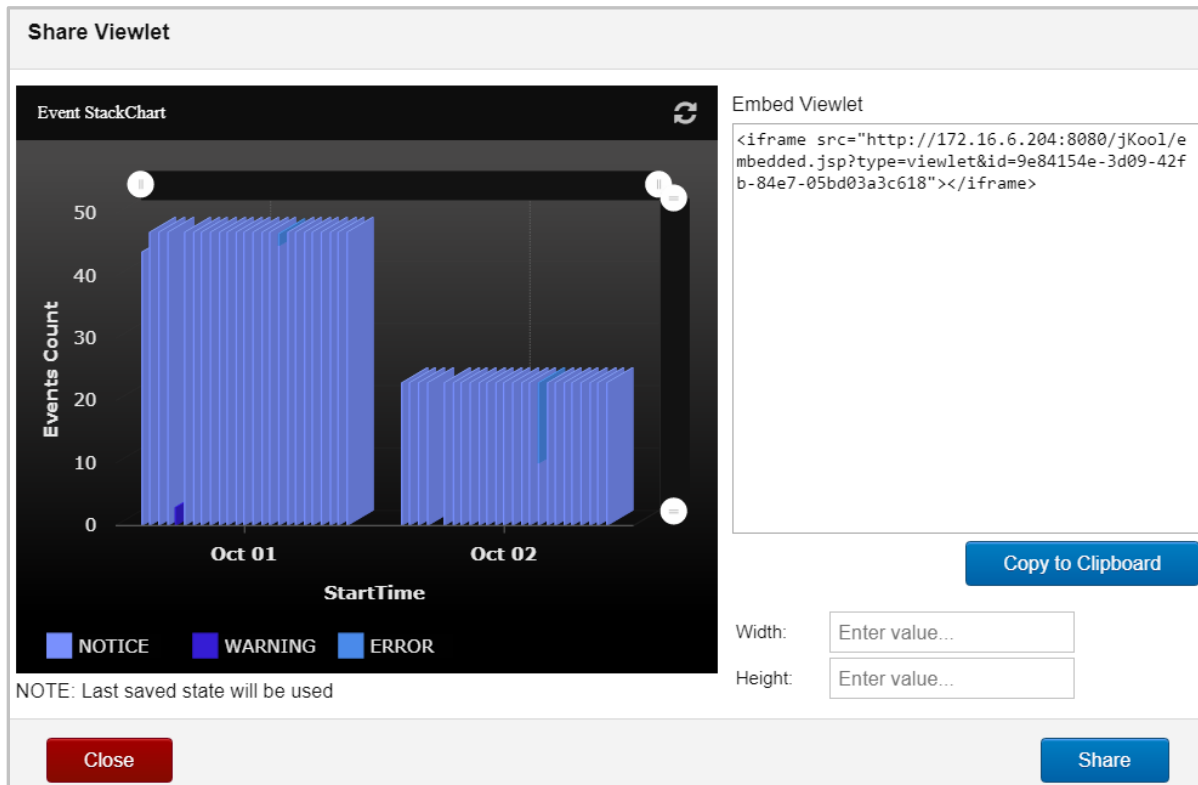 Share Viewlet
Event StackChart
50
40
30
20
10
0
Events Count
Oct 01
Oct 02
StartTime
NOTICE
WARNING
ERROR
NOTE: Last saved state will be used
Embed Viewlet
<iframe src="http://172.16.6.204:8080/jKool/e
mbedded.jsp?type=viewlet&id=9e84154e-3d09-42f
b-84e7-05bd03a3c618"></iframe>
Copy to Clipboard
Width: Enter value...
Height: Enter value...
Close
Share